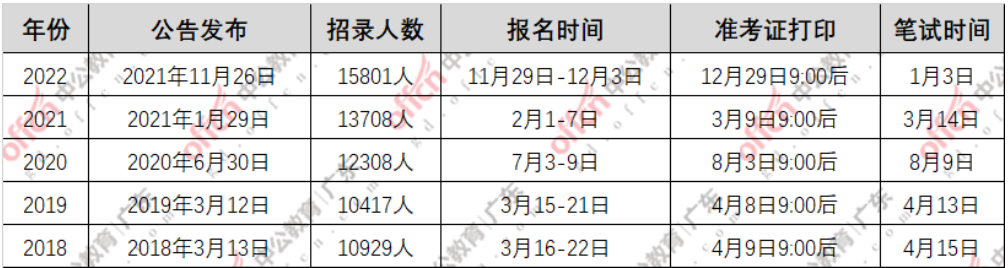 年份 公告发布 招录人数 报名时间 准考证打印 笔试时间
2022 2021年11月26日 15801人 11月29日-12月3日 12月29日9:00后 1月3日
2021 2021年1月29日 13708人 2月1-7日 3月9日9:00后 3月14日
2020 2020年6月30日 12308人 7月3-9日 8月3日9:00后 8月9日
2019 2019年3月12日 10417人 3月15-21日 4月8日9:00后 4月13日
2018 2018年3月13日 10929人 3月16-22日 4月9日9:00后 4月15日